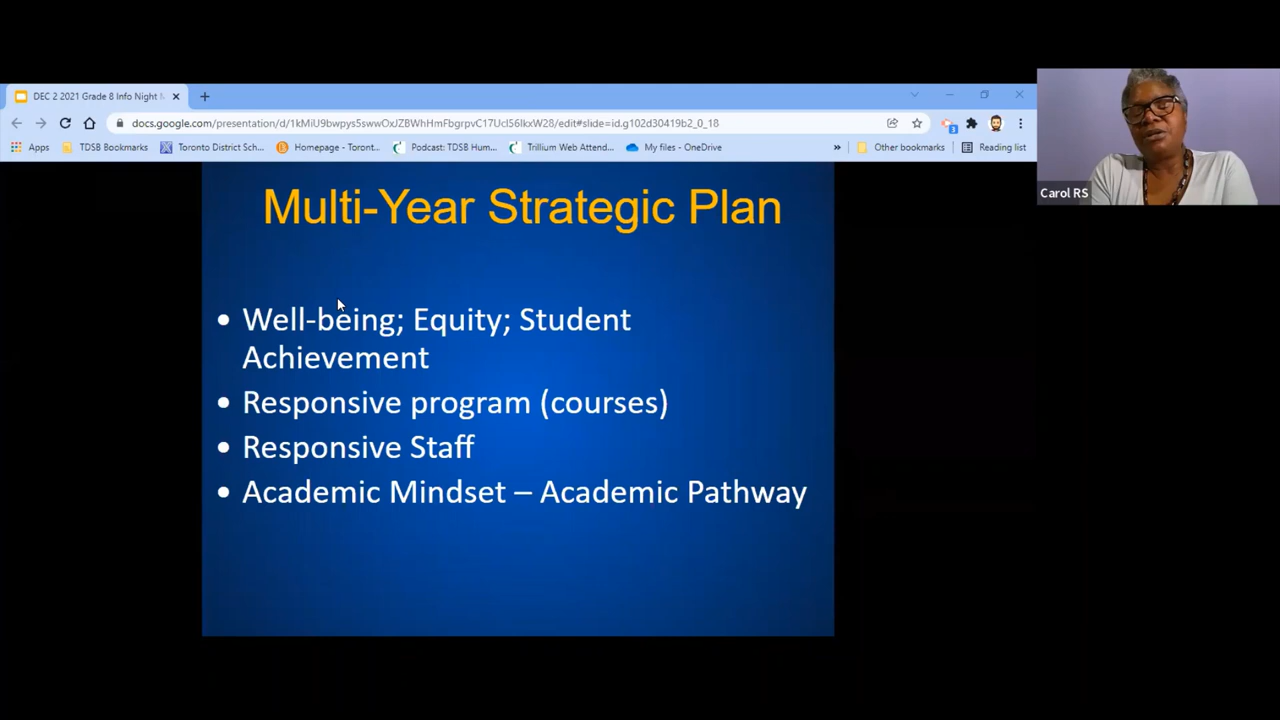 DEC 2 2021 Grade 8 Info Night
docs.google.com/presentation/d/1kMiU9bwpys5swwOxJZBWhHmFbgrpvC17UcI56IkxW28/edit#slide=id.g102d30419b2_0_18
3
Apps TDSB Bookmarks Toronto District Sch... Homepage - Toront... Podcast: TDSB Hum... Trillium Web Attend... My files - OneDrive » Other bookmarks Reading list
Carol RS
Multi-Year Strategic Plan
• Well-being; Equity; Student
Achievement
• Responsive program (courses)
• Responsive Staff
• Academic Mindset – Academic Pathway